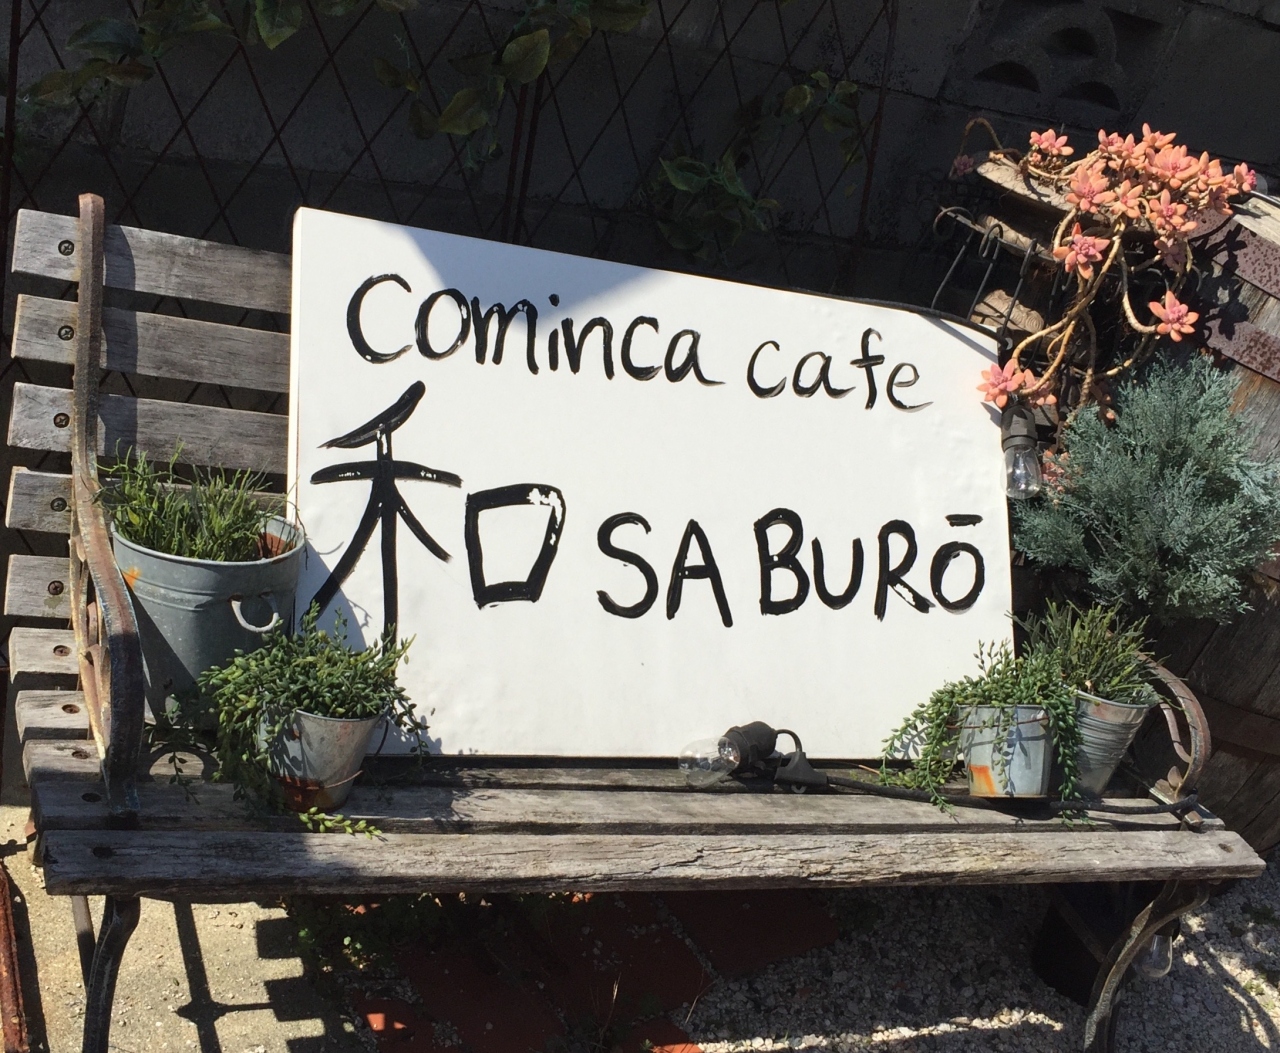 cominca cafe
和 SABURŌ